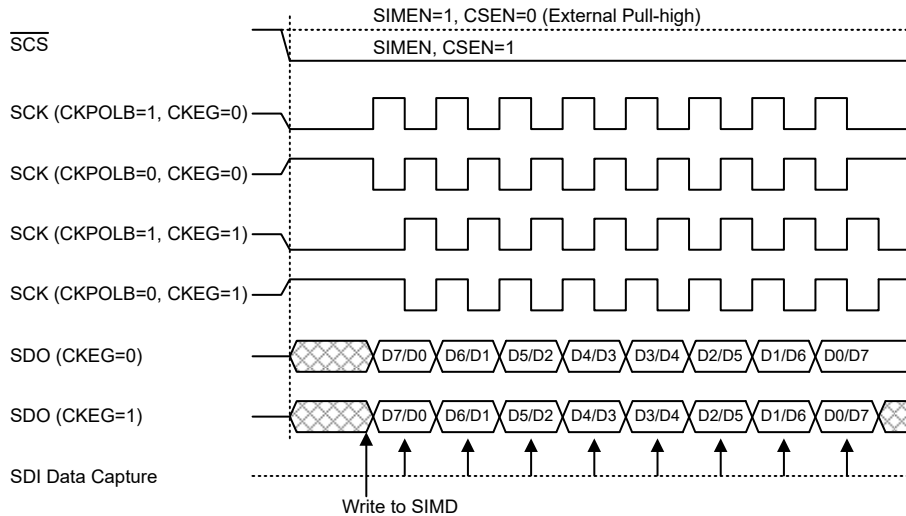 SIMEN=1, CSEN=0 (External Pull-high)
SCS
SIMEN, CSEN=1
SCK (CKPOLB=1, CKEG=0)
SCK (CKPOLB=0, CKEG=0)
SCK (CKPOLB=1, CKEG=1)
SCK (CKPOLB=0, CKEG=1)
SDO (CKEG=0) D7/D0 D6/D1 D5/D2 D4/D3 D3/D4 D2/D5 D1/D6 D0/D7
SDO (CKEG=1) D7/D0 D6/D1 D5/D2 D4/D3 D3/D4 D2/D5 D1/D6 D0/D7
SDI Data Capture
Write to SIMD